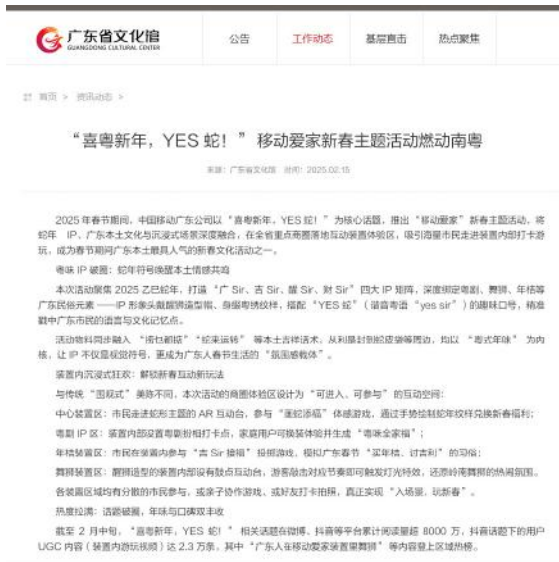 广东省文化馆
GUANGDONG CULTURAL CENTER
公告
工作动态
基层直击
热点聚焦
首页 > 资讯动态 >
“喜粤新年，YES 蛇！”移动爱家新春主题活动燃动南粤
来源：广东省文化馆 时间：2025.02.15
2025 年春节期间，中国移动广东公司以“喜粤新年，YES 蛇！”为核心话题，推出“移动爱家”新春主题活动，将
蛇年 IP、广东本土文化与沉浸式场景深度融合，在全省重点商圈落地互动装置体验区，吸引海量市民走进装置内部打卡游
玩，成为春节期间广东本土最具人气的新春文化活动之一。
粤味 IP 破圈：蛇年符号唤醒本土情感共鸣
本次活动聚焦 2025 乙巳蛇年，打造“广 Sir、吉 Sir、醒 Sir、财 Sir”四大 IP 矩阵，深度绑定粤剧、舞狮、年桔等
广东民俗元素 ——IP 形象头戴醒狮造型帽、身缀粤绣纹样，搭配“YES 蛇”（谐音粤语“yes sir”）的趣味口号，精准
戳中广东市民的语言与文化记忆点。
活动物料同步融入“捞乜都掂”“蛇来运转”等本土吉祥话术，从利是封到蛇皮袋等周边，均以“粤式年味”为内
核，让 IP 不仅是视觉符号，更成为广东人春节生活的“氛围感载体”。
装置内沉浸式狂欢：解锁新春互动新玩法
与传统“围观式”美陈不同，本次活动的商圈体验区设计为“可进入、可参与”的互动空间：
中心装置区：市民走进蛇形主题的 AR 互动台，参与“画蛇添福”体感游戏，通过手势绘制蛇年纹样兑换新春福利；
粤剧 IP 区：装置内部设置粤剧扮相打卡点，家庭用户可换装体验并生成“粤味全家福”；
年桔装置区：市民在装置内参与“吉 Sir 接福”投掷游戏，模拟广东春节“买年桔、讨吉利”的习俗；
舞狮装置区：醒狮造型的装置内部设有鼓点互动台，游客敲击对应节奏即可触发灯光特效，还原岭南舞狮的热闹氛围。
各装置区域均有分散的市民参与，或亲子协作游戏、或好友打卡拍照，真正实现“入场景，玩新春”。
热度拉满：话题破圈，年味与口碑双丰收
截至 2 月中旬，“喜粤新年，YES 蛇！”相关话题在微博、抖音等平台累计阅读量超 8000 万，抖音话题下的用户
UGC 内容（装置内游玩视频）达 2.3 万条，其中“广东人在移动爱家装置里舞狮”等内容登上区域热榜。